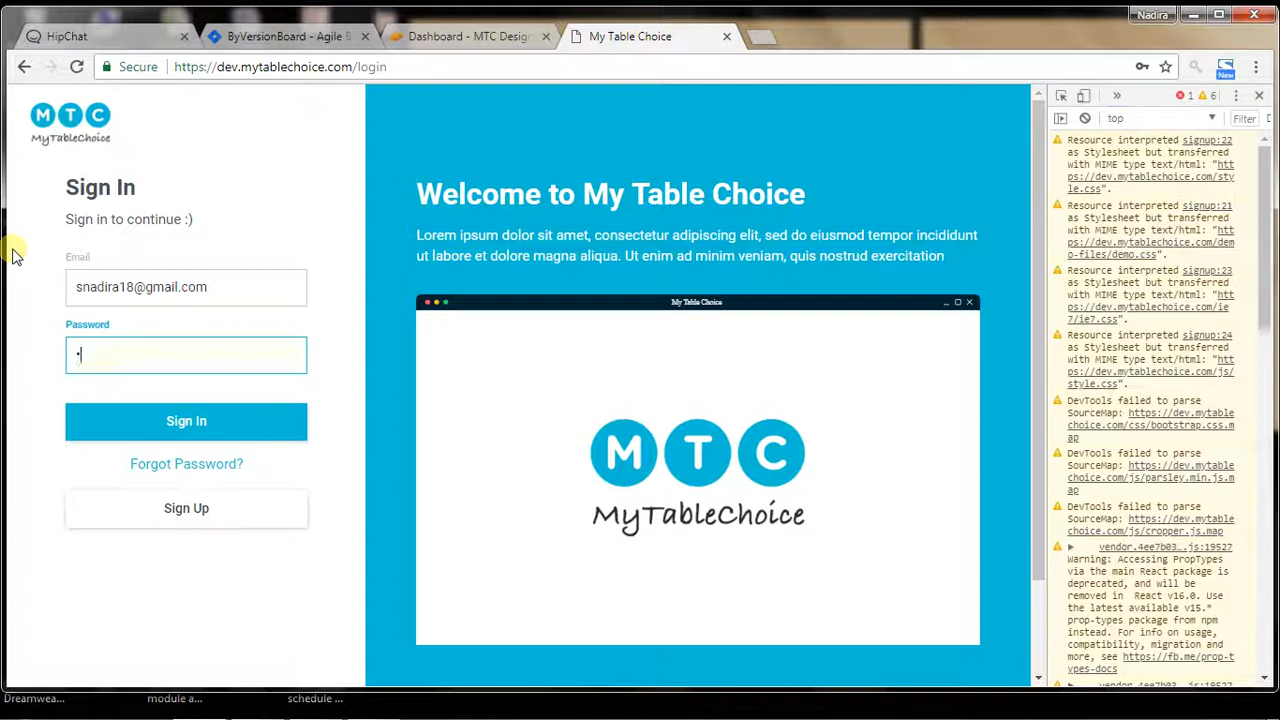 Nadira
HipChat
ByVersionBoard - Agile B
Dashboard - MTC Design
My Table Choice
Secure
https://dev.mytablechoice.com/login
New
M T C
MyTableChoice
Sign In
Sign in to continue :)
Email
snadira18@gmail.com
Password
Sign In
Forgot Password?
Sign Up
Welcome to My Table Choice
Lorem ipsum dolor sit amet, consectetur adipiscing elit, sed do eiusmod tempor incididunt
ut labore et dolore magna aliqua. Ut enim ad minim veniam, quis nostrud exercitation
My Table Choice
M T C
MyTableChoice
1 6
top
Filter
Resource interpreted signup:22
as Stylesheet but transferred
with MIME type text/html: "htt
ps://dev.mytablechoice.com/sty
le.css".
Resource interpreted signup:21
as Stylesheet but transferred
with MIME type text/html: "htt
ps://dev.mytablechoice.com/dem
o-files/demo.css".
Resource interpreted signup:23
as Stylesheet but transferred
with MIME type text/html: "htt
ps://dev.mytablechoice.com/ie
7/ie7.css".
Resource interpreted signup:24
as Stylesheet but transferred
with MIME type text/html: "htt
ps://dev.mytablechoice.com/js/
style.css".
DevTools failed to parse
SourceMap: https://dev.mytable
choice.com/css/bootstrap.css.m
ap
DevTools failed to parse
SourceMap: https://dev.mytable
choice.com/js/parsley.min.js.m
ap
DevTools failed to parse
SourceMap: https://dev.mytable
choice.com/js/cropper.js.map
vendor.4ee7b03….js:19527
Warning: Accessing PropTypes
via the main React package is
deprecated, and will be
removed in React v16.0. Use
the latest available v15.*
prop-types package from npm
instead. For info on usage,
compatibility, migration and
more, see https://fb.me/prop-t
ypes-docs
Dreamwea...
module a...
schedule ...